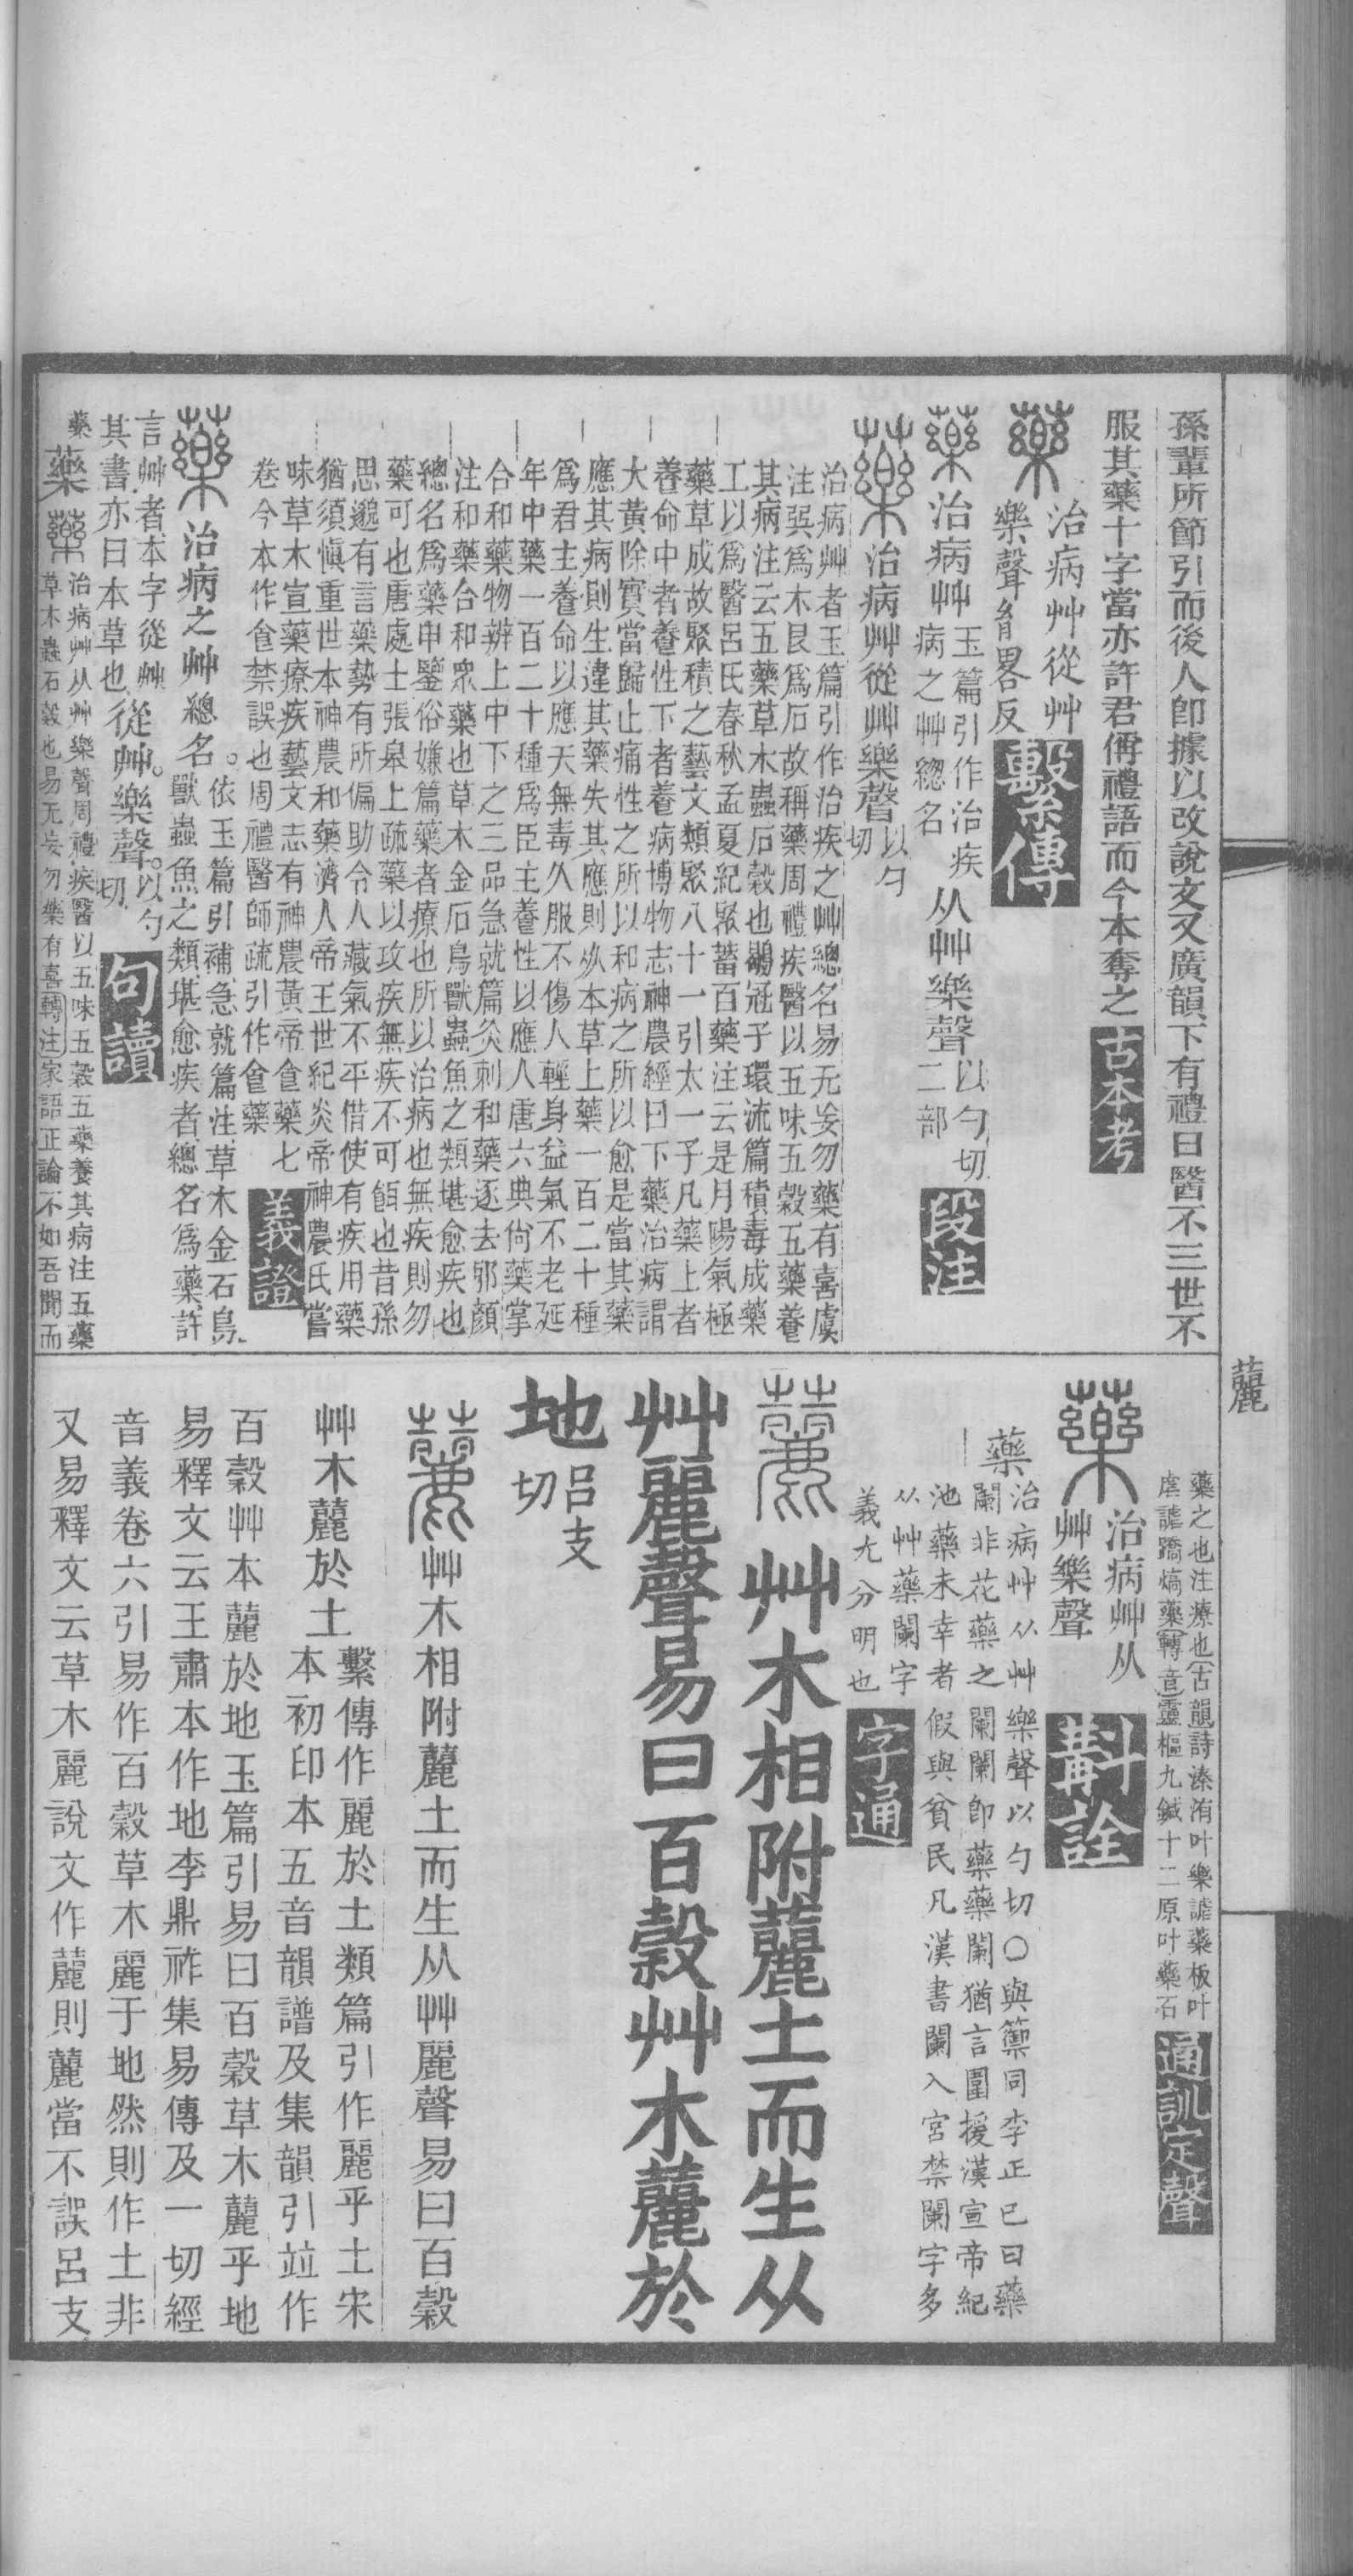 孫輩所節引而後人卽據以改說文又廣韻下有禮曰醫不三世不
服其藥十字當亦許君偁禮語而今本奪之 古本考
藥 治病艸從艸
樂聲肙畧反 繫傳
藥 治病艸 玉篇引作治疾
病之艸總名 从艸樂聲 以勺切
二部 段注
藥 治病艸從艸樂聲 以勺
切
治病艸者玉篇引作治疾之艸總名易无妄勿藥有喜虞
注巽爲木艮爲石故稱藥周禮疾醫以五味五穀五藥養
其病注云五藥草木蟲石穀也鶡冠子環流篇積毒成藥
工以爲醫呂氏春秋孟夏紀聚蓄百藥注云是月陽氣極
藥草成故聚積之藝文類聚八十一引太一子凡藥上者
養命中者養性下者養病博物志神農經曰下藥治病謂
大黃除實當歸止痛性之所以和病之所以愈是當其藥
應其病則生違其藥失其應則死本草上藥一百二十種
爲君主養命以應天無毒久服不傷人輕身益氣不老延
年中藥一百二十種爲臣主養性以應人唐六典尙藥掌
合和藥物辨上中下之三品急就篇灸刺和藥逐去邪顔
注和藥合和衆藥也草木金石鳥獸蟲魚之類堪愈疾也
總名爲藥申鑒俗嫌篇藥者療也所以治病也無疾則勿
藥可也唐處士張皋上疏藥以攻疾無疾不可餌也昔孫
思邈有言藥勢有所偏助令人藏氣不平借使有疾用藥
猶須愼重世本神農和藥濟人帝王世紀炎帝神農氏嘗
味草木宣藥療疾藝文志有神農黃帝食藥七
卷今本作食禁誤也周禮醫師疏引作食藥 義證
藥 治病之艸總名。 依玉篇引補急就篇注草木金石鳥
獸蟲魚之類堪愈疾者總名爲藥許
言艸者本字從艸
其書亦曰本草也 從艸。樂聲。 以勺
切 句讀
藥 藥 藥 治病艸从艸樂聲周禮疾醫以五味五穀五藥養其病注五藥
草木蟲石穀也易无妄勿藥有喜 轉注 家語正論不如吾聞而
藥之也注療也 古韻 詩溱洧叶樂謔藥板叶
虐謔蹻熇藥 轉音 靈樞九鍼十二原叶藥石 通訓定聲
藥 治病艸从
艸樂聲 斠詮
藥 治病艸从艸樂聲以勺切○與籞同李正已曰藥
闌非花藥之闌闌卽藥藥闌猶言圍援漢宣帝紀
池藥未幸者假與貧民凡漢書闌入宮禁闌字多
从艸藥闌字
義尤分明也 字通
麗
藶 艸木相附麗土而生从
艸麗聲易曰百穀艸木麗於
地 呂支
切
艸木相附麗土而生从艸麗聲易曰百穀
艸木麗於土 繫傳作麗於土類篇引作麗乎土宋
本初印本五音韻譜及集韻引竝作
百穀艸本麗於地玉篇引易曰百穀草木麗乎地
易釋文云王肅本作地李鼎祚集易傳及一切經
音義卷六引易作百穀草木麗于地然則作土非
又易釋文云草木麗說文作麗則麗當不誤呂支